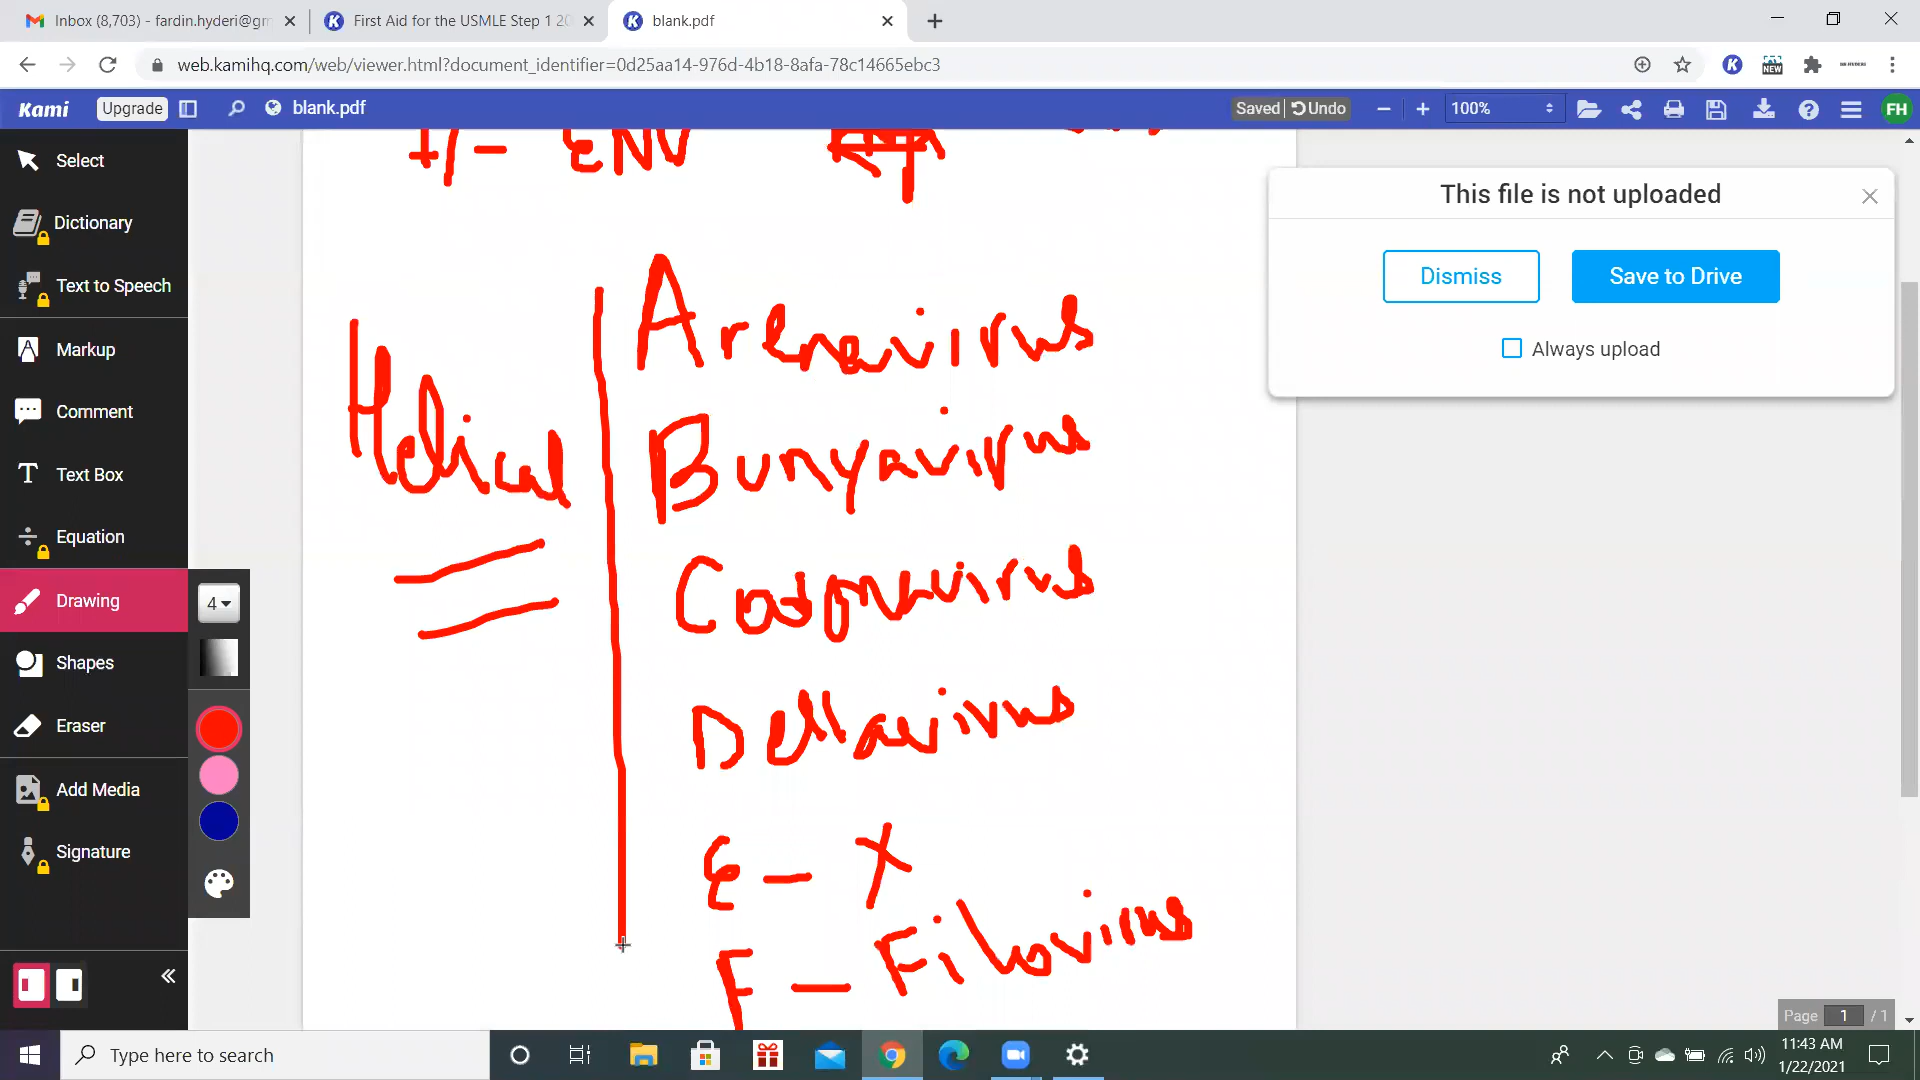 Inbox (8,703) - fardin.hyderi@gm
First Aid for the USMLE Step 1 20
blank.pdf
web.kamihq.com/web/viewer.html?document_identifier=0d25aa14-976d-4b18-8afa-78c14665ebc3
NEW
Kami
Upgrade
blank.pdf
Saved
Undo
100%
FH
Select
Dictionary
Text to Speech
Markup
Comment
Text Box
Equation
Drawing
4
Shapes
Eraser
Add Media
Signature
+/- ENV
Helical
Arenavirus
Bunyavirus
Coronavirus
Deltavirus
E - X
F - Filovirus
This file is not uploaded
Dismiss
Save to Drive
Always upload
Page 1 / 1
Type here to search
11:43 AM
1/22/2021